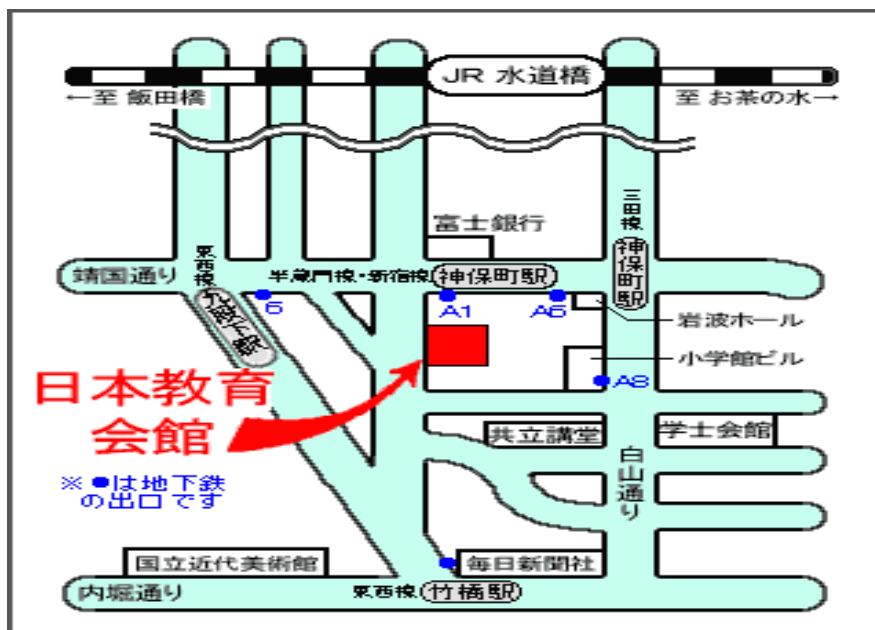 JR 水道橋
←至 飯田橋
至 お茶の水→
富士銀行
三田線
神保町駅
東西線
靖国通り
半蔵門線・新宿線
神保町駅
6
A1
A6
九段下駅
岩波ホール
小学館ビル
A8
日本教育
会館
共立講堂
学士会館
白山通り
※●は地下鉄
の出口です
国立近代美術館
毎日新聞社
内堀通り
東西線
竹橋駅